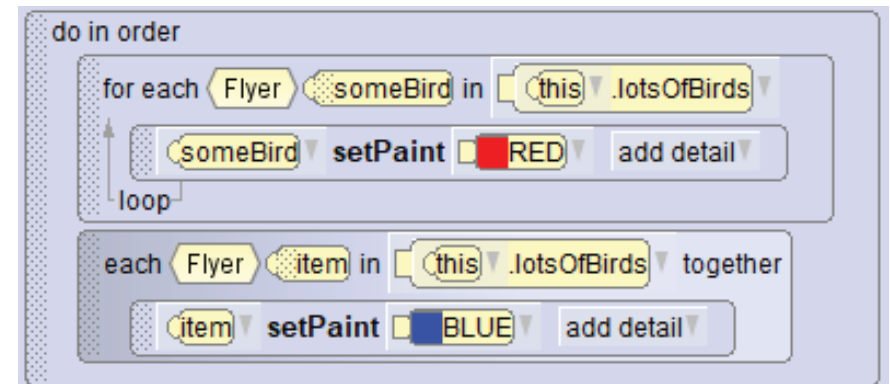 do in order
for each Flyer someBird in this .lotsOfBirds
someBird setPaint RED add detail
loop
each Flyer item in this .lotsOfBirds together
item setPaint BLUE add detail